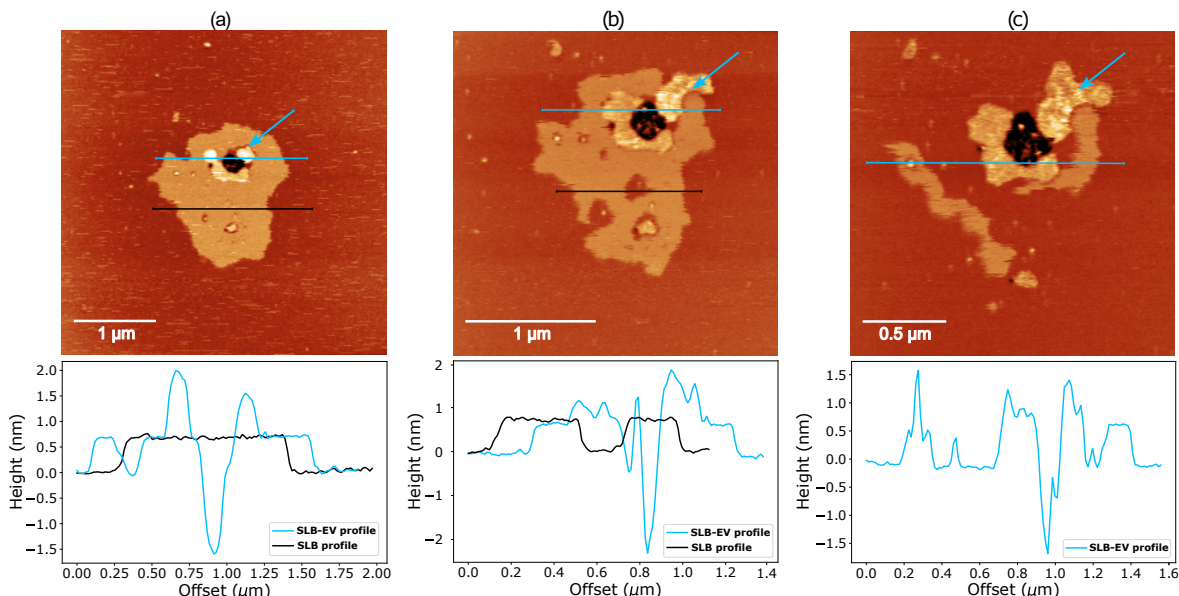 (a)
(b)
(c)
1 µm
1 µm
0.5 µm
2.0
1.5
1.0
0.5
0.0
−0.5
−1.0
−1.5
Height (nm)
SLB-EV profile
SLB profile
0.00 0.25 0.50 0.75 1.00 1.25 1.50 1.75 2.00
Offset (µm)
2
1
0
−1
−2
Height (nm)
SLB-EV profile
SLB profile
0.0 0.2 0.4 0.6 0.8 1.0 1.2 1.4
Offset (µm)
1.5
1.0
0.5
0.0
−0.5
−1.0
−1.5
Height (nm)
SLB-EV profile
0.0 0.2 0.4 0.6 0.8 1.0 1.2 1.4 1.6
Offset (µm)